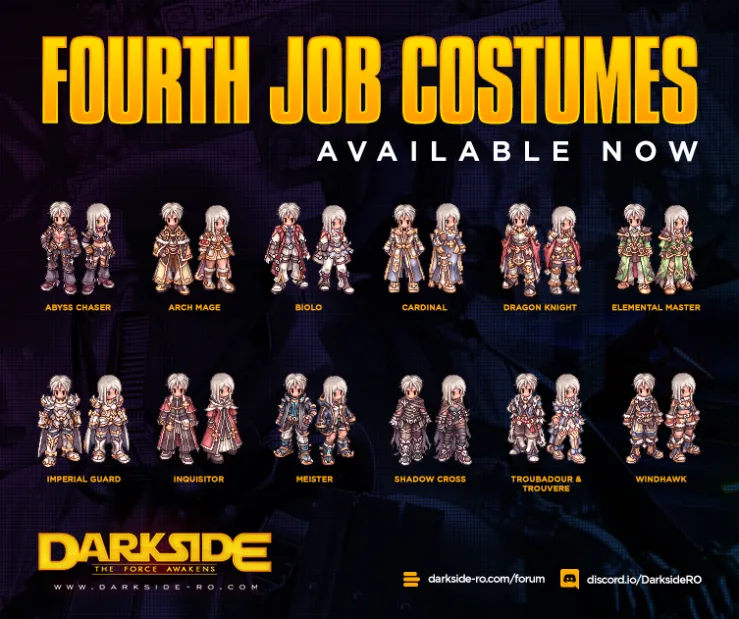 FOURTH JOB COSTUMES
AVAILABLE NOW
ABYSS CHASER
ARCH MAGE
BIOLO
CARDINAL
DRAGON KNIGHT
ELEMENTAL MASTER
IMPERIAL GUARD
INQUISITOR
MEISTER
SHADOW CROSS
TROUBADOUR &
TROUVERE
WINDHAWK
DARKSIDE
THE FORCE AWAKENS
WWW.DARKSIDE-RO.COM
darkside-ro.com/forum
discord.io/DarksideRO